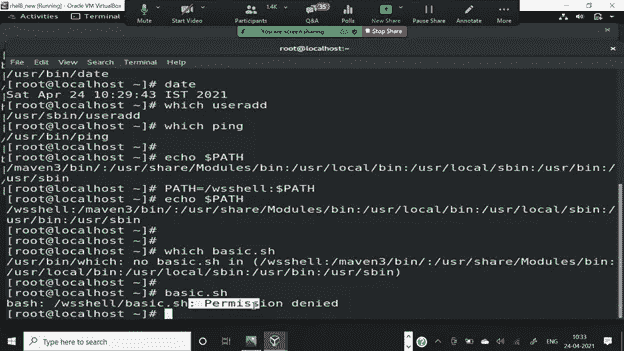 rhel8_new [Running] - Oracle VM VirtualBox
Activities Terminal
Mute Start Video Participants Q&A Polls New Share Pause Share Annotate More
1.4K 35
You are screen sharing Stop Share
root@localhost:~
File Edit View Search Terminal Help
/usr/bin/date
[root@localhost ~]# date
Sat Apr 24 10:29:43 IST 2021
[root@localhost ~]# which useradd
/usr/sbin/useradd
[root@localhost ~]# which ping
/usr/bin/ping
[root@localhost ~]#
[root@localhost ~]# echo $PATH
/maven3/bin/:/usr/share/Modules/bin:/usr/local/bin:/usr/local/sbin:/usr/bin:/
usr/sbin
[root@localhost ~]# PATH=/wsshell:$PATH
[root@localhost ~]# echo $PATH
/wsshell:/maven3/bin/:/usr/share/Modules/bin:/usr/local/bin:/usr/local/sbin:/
usr/bin:/usr/sbin
[root@localhost ~]#
[root@localhost ~]#
[root@localhost ~]# which basic.sh
/usr/bin/which: no basic.sh in (/wsshell:/maven3/bin/:/usr/share/Modules/bin:
/usr/local/bin:/usr/local/sbin:/usr/bin:/usr/sbin)
[root@localhost ~]#
[root@localhost ~]# basic.sh
bash: /wsshell/basic.sh: Permission denied
[root@localhost ~]#
Type here to search
ENG
10:33
24-04-2021